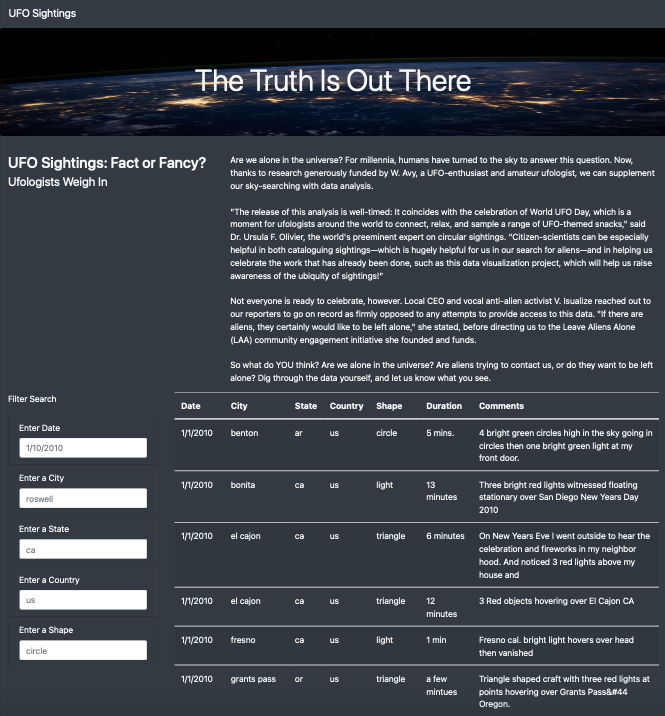 UFO Sightings
The Truth Is Out There
UFO Sightings: Fact or Fancy?
Ufologists Weigh In
Are we alone in the universe? For millennia, humans have turned to the sky to answer this question. Now,
thanks to research generously funded by W. Avy, a UFO-enthusiast and amateur ufologist, we can supplement
our sky-searching with data analysis.
"The release of this analysis is well-timed: It coincides with the celebration of World UFO Day, which is a
moment for ufologists around the world to connect, relax, and sample a range of UFO-themed snacks," said
Dr. Ursula F. Olivier, the world's preeminent expert on circular sightings. "Citizen-scientists can be especially
helpful in both cataloguing sightings—which is hugely helpful for us in our search for aliens—and in helping us
celebrate the work that has already been done, such as this data visualization project, which will help us raise
awareness of the ubiquity of sightings!"
Not everyone is ready to celebrate, however. Local CEO and vocal anti-alien activist V. Isualize reached out to
our reporters to go on record as firmly opposed to any attempts to provide access to this data. "If there are
aliens, they certainly would like to be left alone," she stated, before directing us to the Leave Aliens Alone
(LAA) community engagement initiative she founded and funds.
So what do YOU think? Are we alone in the universe? Are aliens trying to contact us, or do they want to be left
alone? Dig through the data yourself, and let us know what you see.
Filter Search
Enter Date
1/10/2010
Enter a City
roswell
Enter a State
ca
Enter a Country
us
Enter a Shape
circle
Date City State Country Shape Duration Comments
1/1/2010 benton ar us circle 5 mins. 4 bright green circles high in the sky going in
circles then one bright green light at my
front door.
1/1/2010 bonita ca us light 13 Three bright red lights witnessed floating
minutes stationary over San Diego New Years Day
2010
1/1/2010 el cajon ca us triangle 6 minutes On New Years Eve I went outside to hear the
celebration and fireworks in my neighbor
hood. And noticed 3 red lights above my
house and
1/1/2010 el cajon ca us triangle 12 3 Red objects hovering over El Cajon CA
minutes
1/1/2010 fresno ca us light 1 min Fresno cal. bright light hovers over head
then vanished
1/1/2010 grants pass or us triangle a few Triangle shaped craft with three red lights at
mintues points hovering over Grants Pass&#44
Oregon.